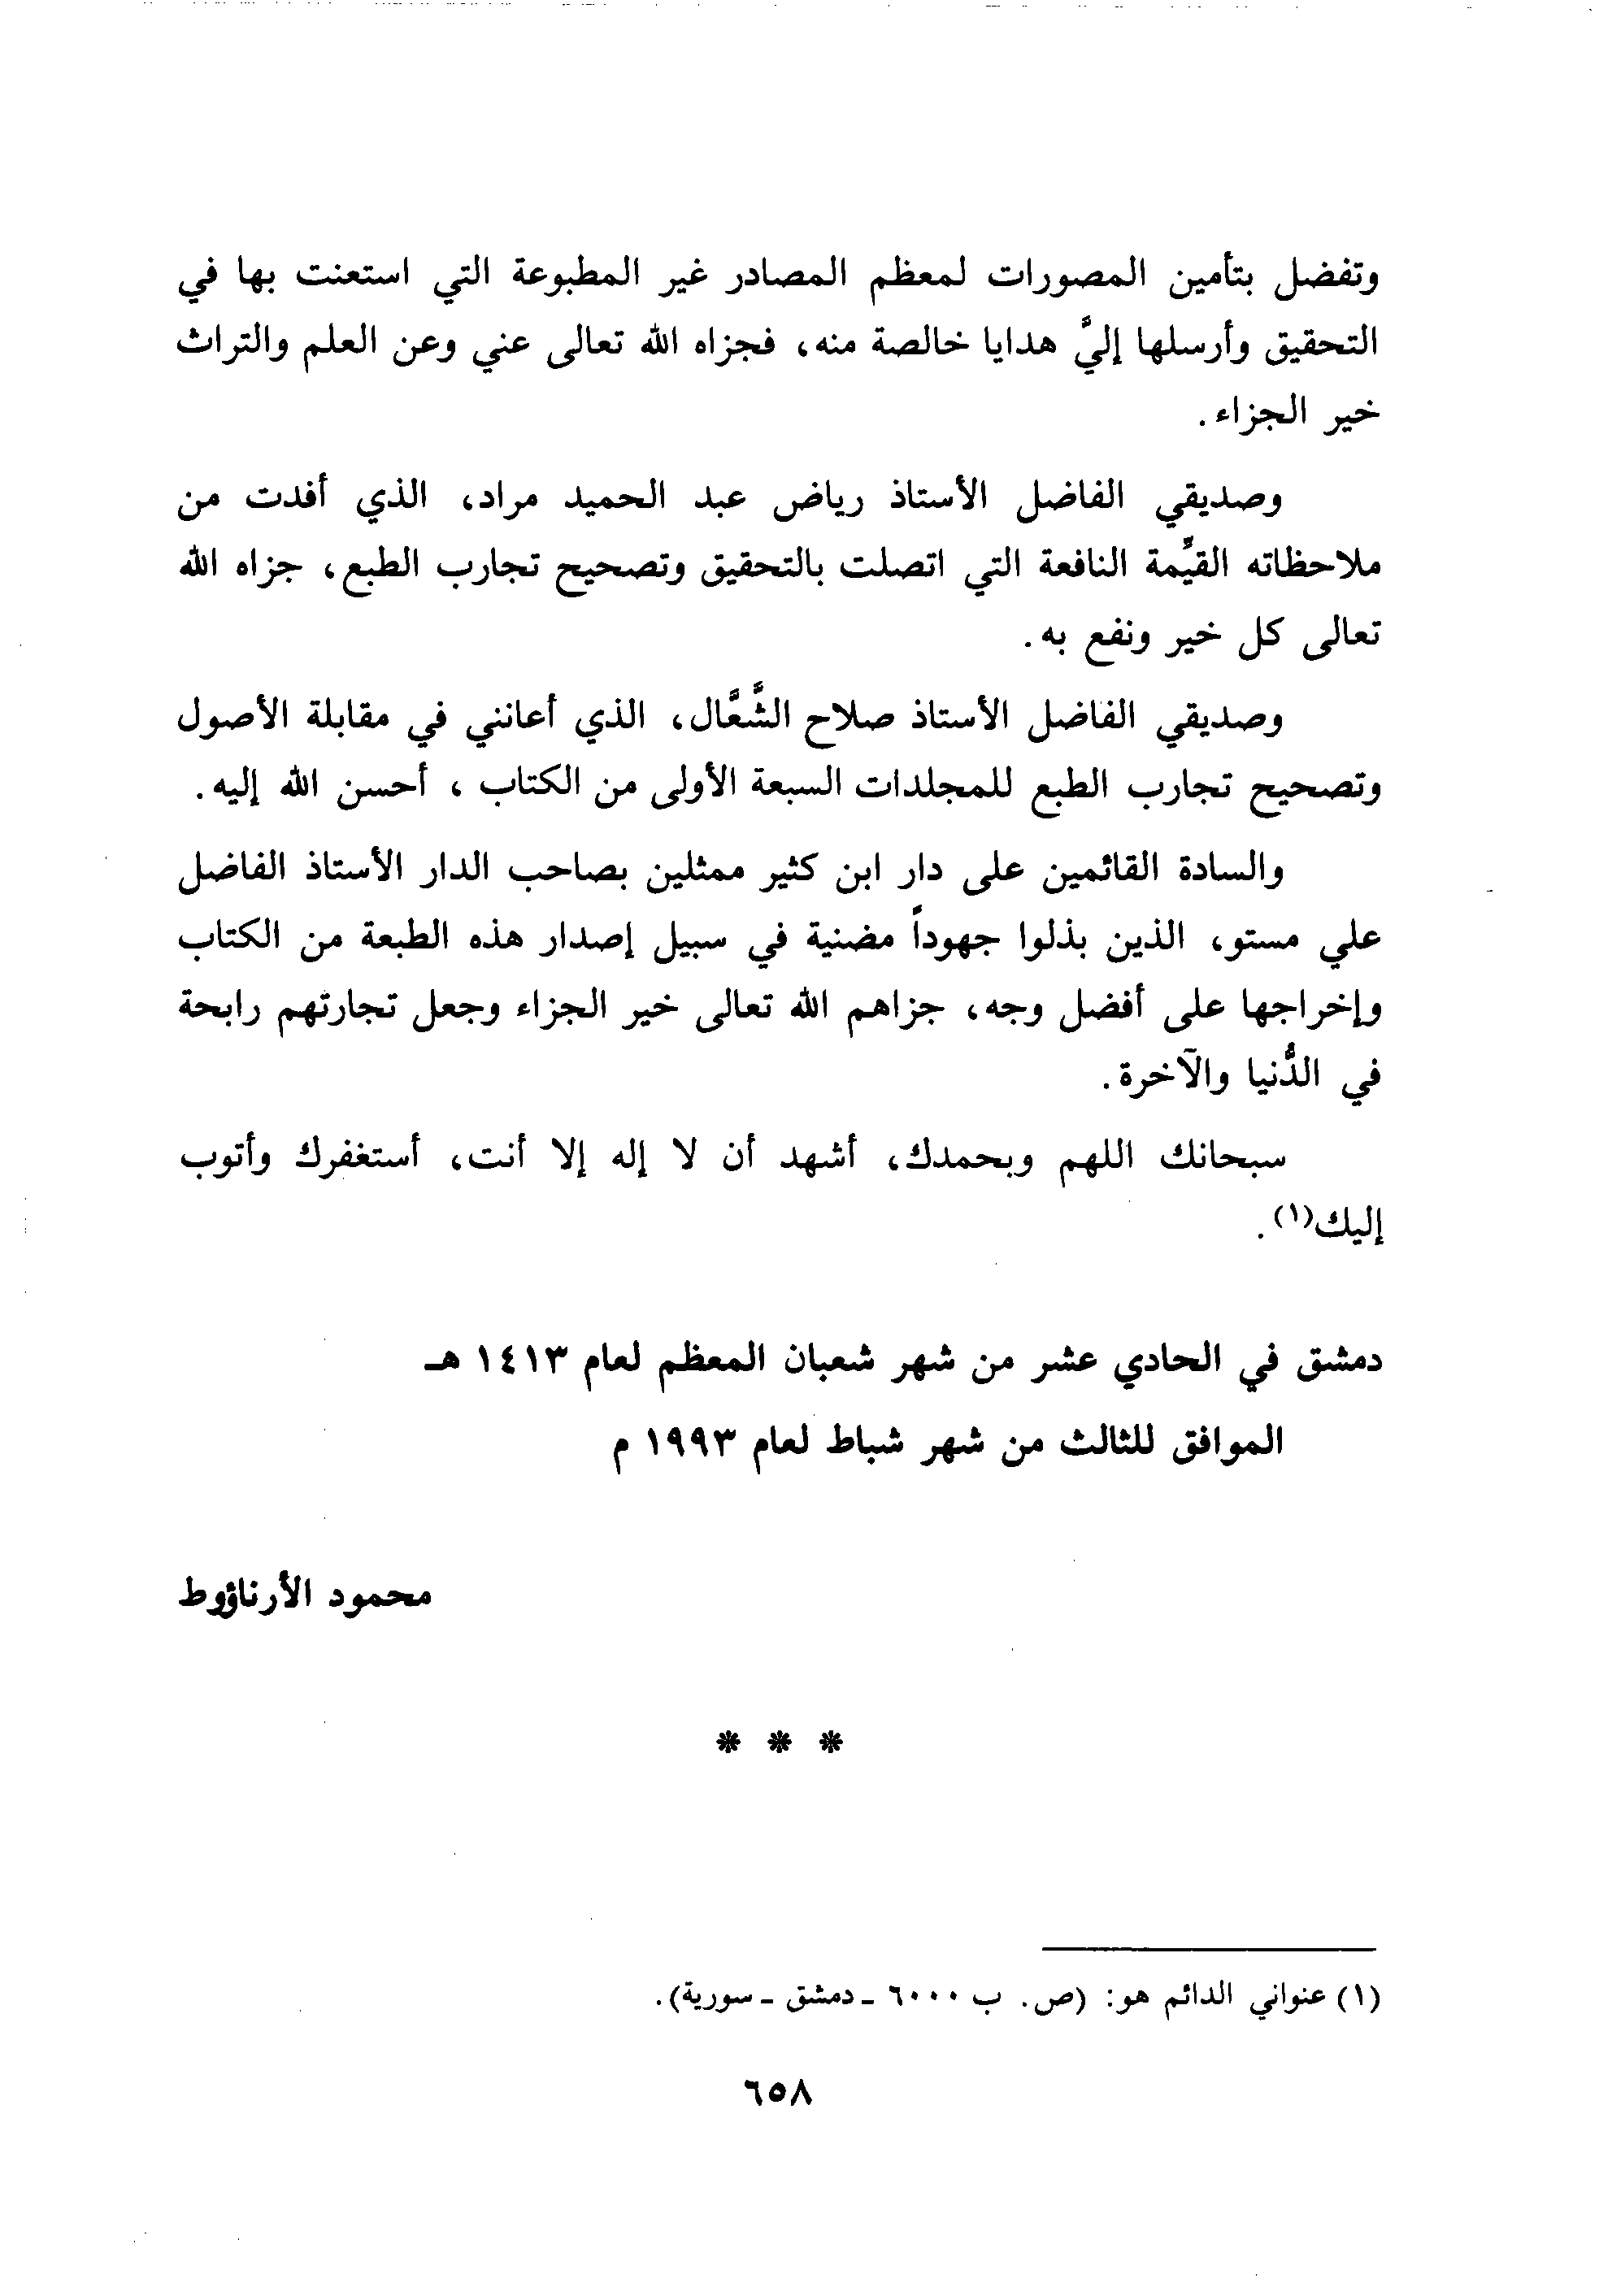 وتفضل بتأمين المصورات لمعظم المصادر غير المطبوعة التي استعنت بها في
التحقيق وأرسلها إليَّ هدايا خالصة منه، فجزاه الله تعالى عني وعن العلم والتراث
خير الجزاء.
وصديقي الفاضل الأستاذ رياض عبد الحميد مراد، الذي أفدت من
ملاحظاته القيِّمة النافعة التي اتصلت بالتحقيق وتصحيح تجارب الطبع، جزاه الله
تعالى كل خير ونفع به.
وصديقي الفاضل الأستاذ صلاح الشَّعَّال، الذي أعانني في مقابلة الأصول
وتصحيح تجارب الطبع للمجلدات السبعة الأولى من الكتاب ، أحسن الله إليه.
والسادة القائمين على دار ابن كثير ممثلين بصاحب الدار الأستاذ الفاضل
علي مستو، الذين بذلوا جهوداً مضنية في سبيل إصدار هذه الطبعة من الكتاب
وإخراجها على أفضل وجه، جزاهم الله تعالى خير الجزاء وجعل تجارتهم رابحة
في الدُّنيا والآخرة.
سبحانك اللهم وبحمدك، أشهد أن لا إله إلا أنت، أستغفرك وأتوب
إليك(١).
دمشق في الحادي عشر من شهر شعبان المعظم لعام ١٤١٣ هـ
الموافق للثالث من شهر شباط لعام ١٩٩٣ م
محمود الأرناؤوط
* * *
(١) عنواني الدائم هو: (ص. ب ٦٠٠٠ - دمشق - سورية).
٦٥٨